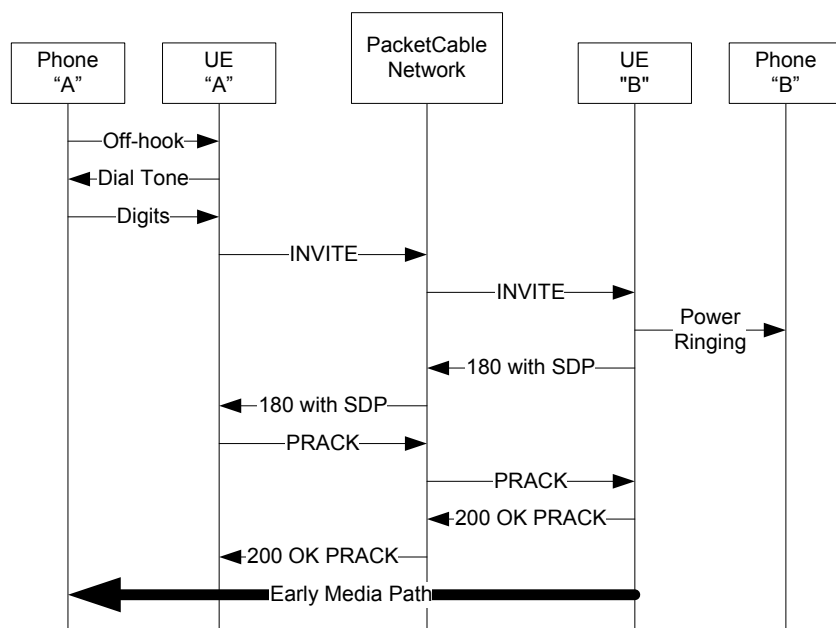 Phone
“A”
UE
“A”
PacketCable
Network
UE
"B"
Phone
“B”
Off-hook
Dial Tone
Digits
INVITE
INVITE
Power
Ringing
180 with SDP
180 with SDP
PRACK
PRACK
200 OK PRACK
200 OK PRACK
Early Media Path